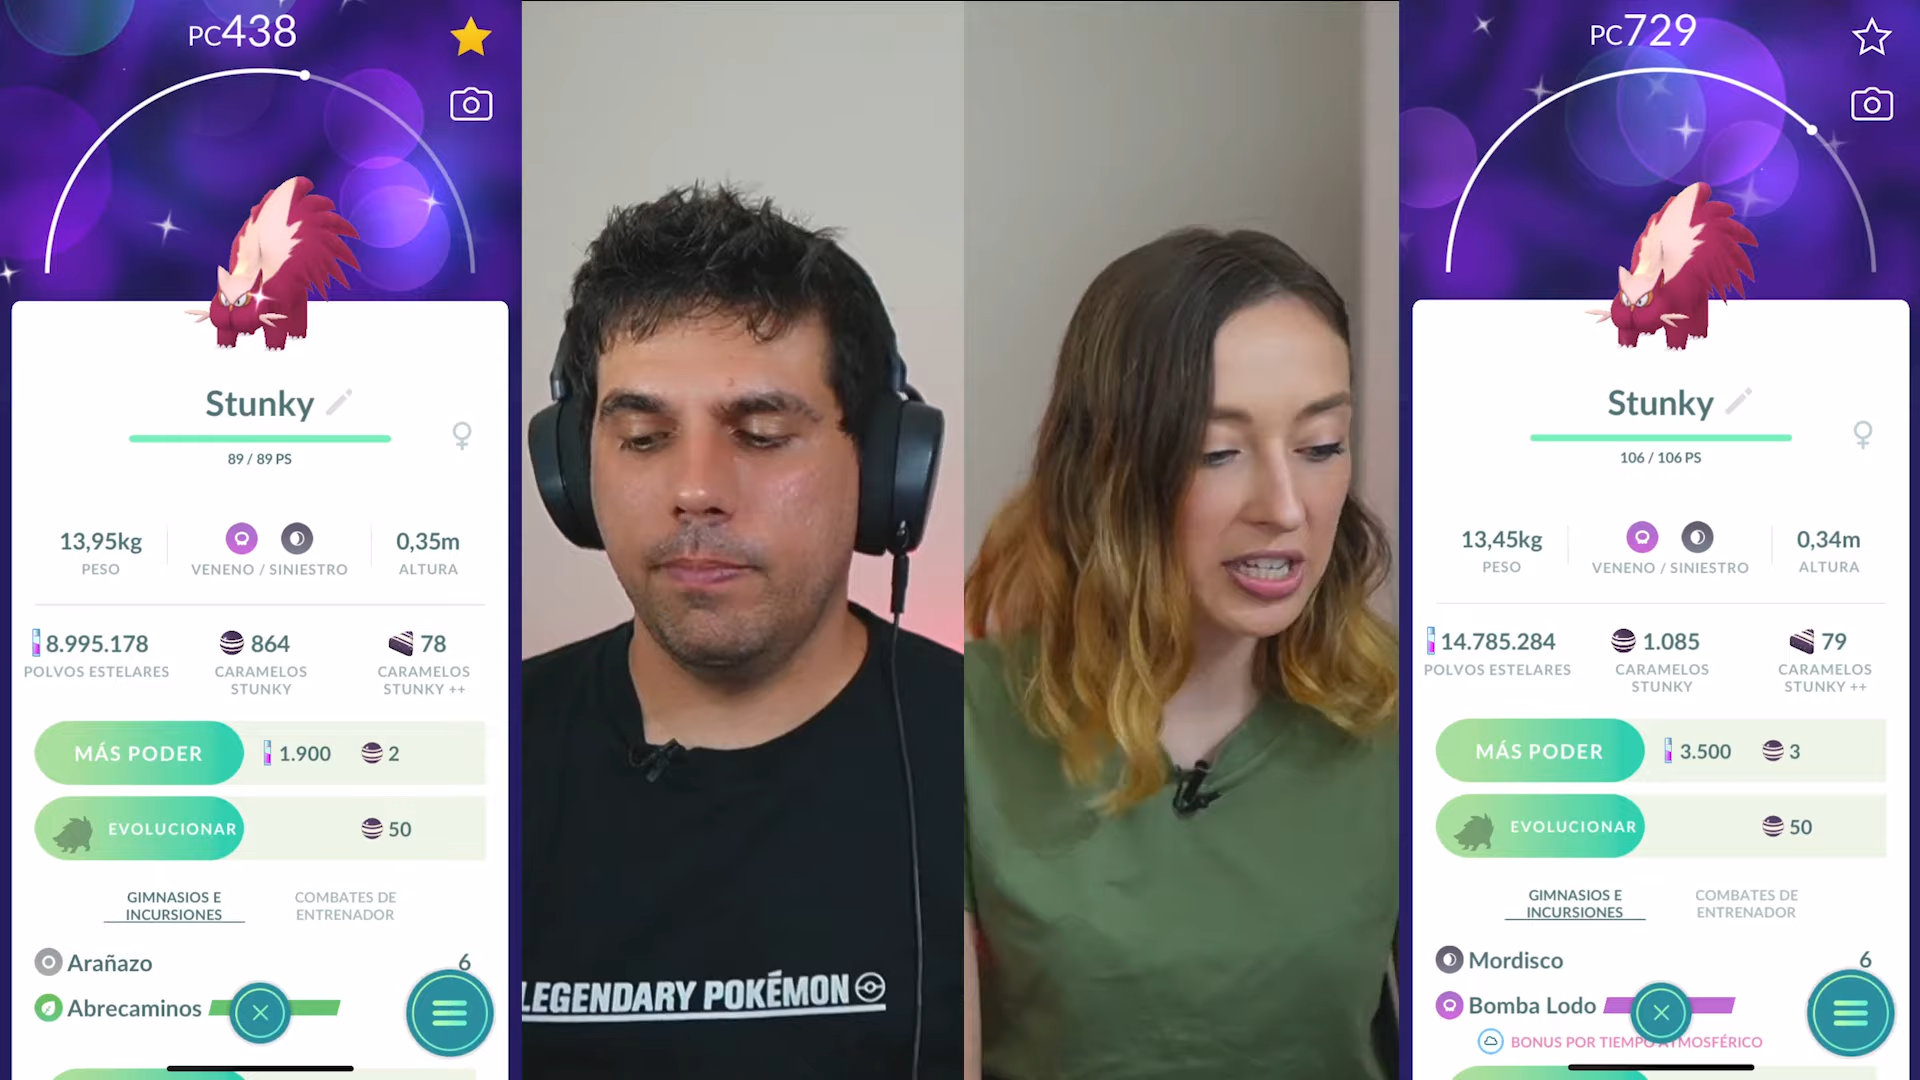 PC438
Stunky
89 / 89 PS
13,95kg
PESO
VENENO / SINIESTRO
0,35m
ALTURA
8.995.178
POLVOS ESTELARES
864
CARAMELOS
STUNKY
78
CARAMELOS
STUNKY ++
MÁS PODER
1.900
2
EVOLUCIONAR
50
GIMNASIOS E
INCURSIONES
COMBATES DE
ENTRENADOR
Arañazo
6
Abrecaminos
LEGENDARY POKÉMON
PC729
Stunky
106 / 106 PS
13,45kg
PESO
VENENO / SINIESTRO
0,34m
ALTURA
14.785.284
POLVOS ESTELARES
1.085
CARAMELOS
STUNKY
79
CARAMELOS
STUNKY ++
MÁS PODER
3.500
3
EVOLUCIONAR
50
GIMNASIOS E
INCURSIONES
COMBATES DE
ENTRENADOR
Mordisco
6
Bomba Lodo
BONUS POR TIEMPO ATMOSFÉRICO